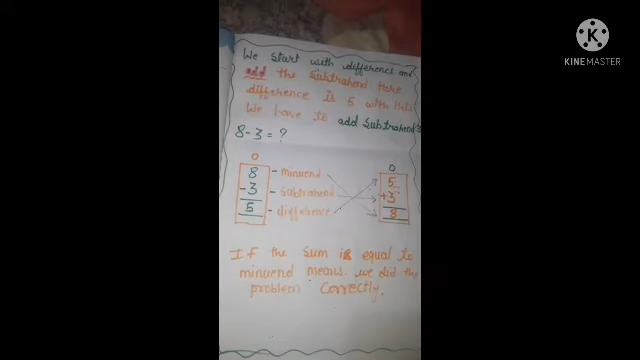 We start with difference and
add the Subtrahend Here
difference is 5 with this
We have to add Subtrahend 3
8-3=?
O O
8 - minuend 5
-3 - subtrahend +3
5 - difference 8
If the sum is equal to
minuend means we did the
problem correctly.
K
KINEMASTER